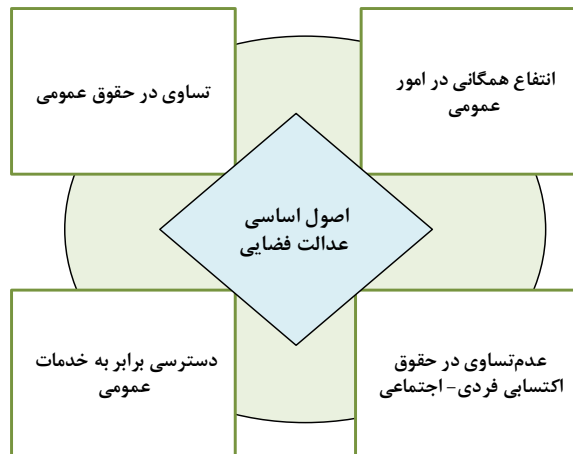 انتفاع همگانی در امور
عمومی
تساوی در حقوق عمومی
اصول اساسی
عدالت فضایی
عدم‌تساوی در حقوق
اکتسابی فردی- اجتماعی
دسترسی برابر به خدمات
عمومی